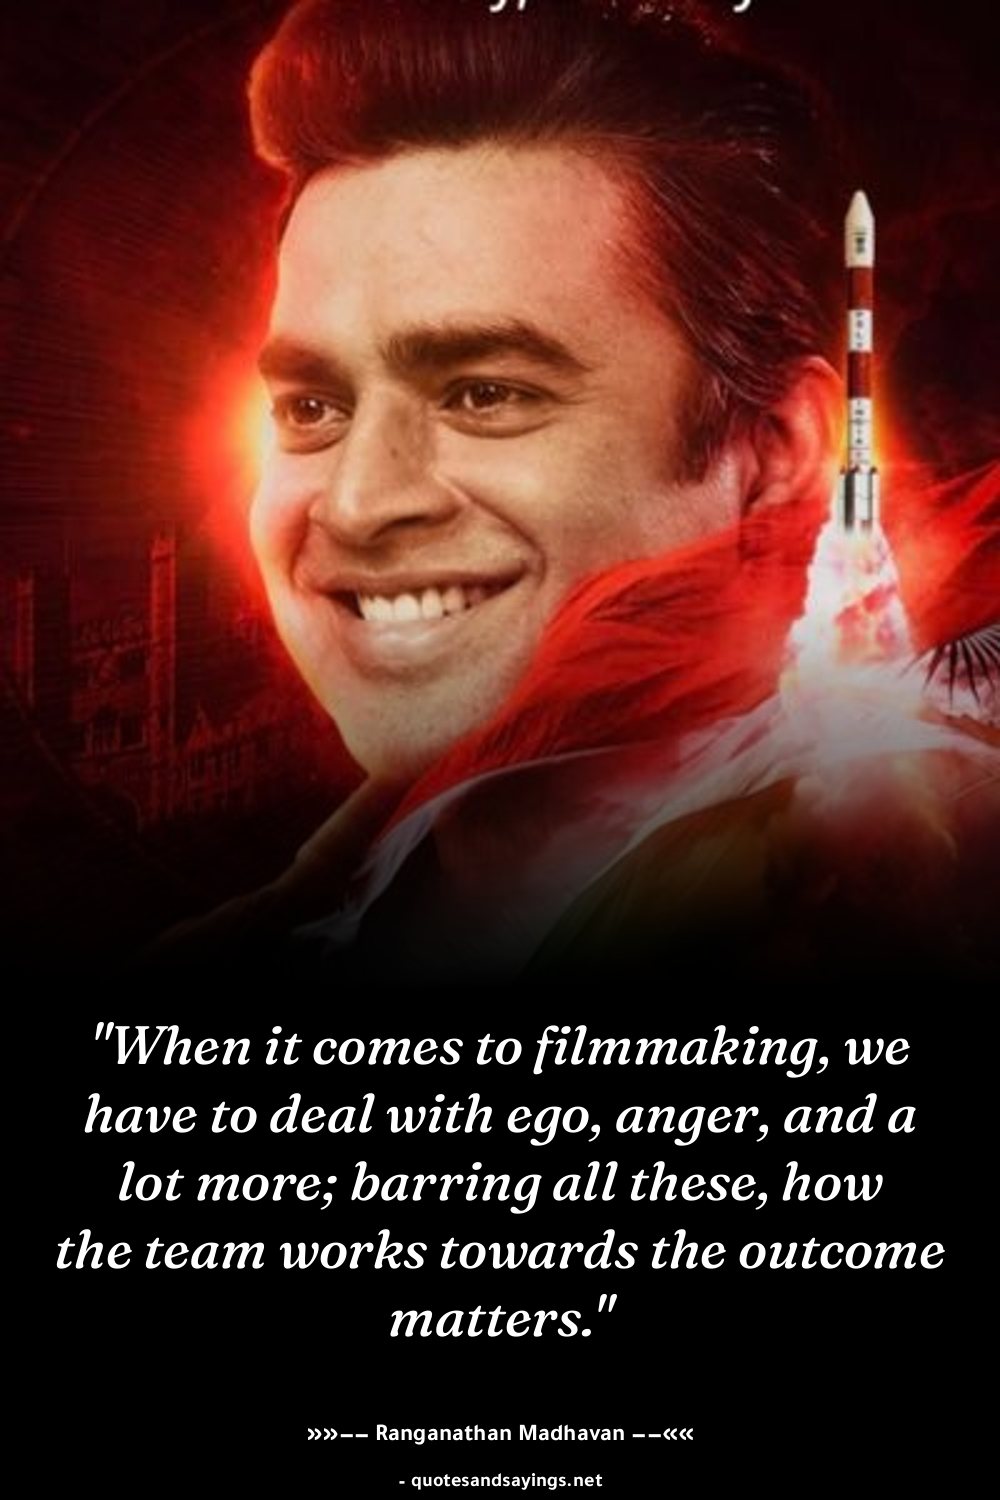 "When it comes to filmmaking, we
have to deal with ego, anger, and a
lot more; barring all these, how
the team works towards the outcome
matters."
»»−− Ranganathan Madhavan −−««
- quotesandsayings.net